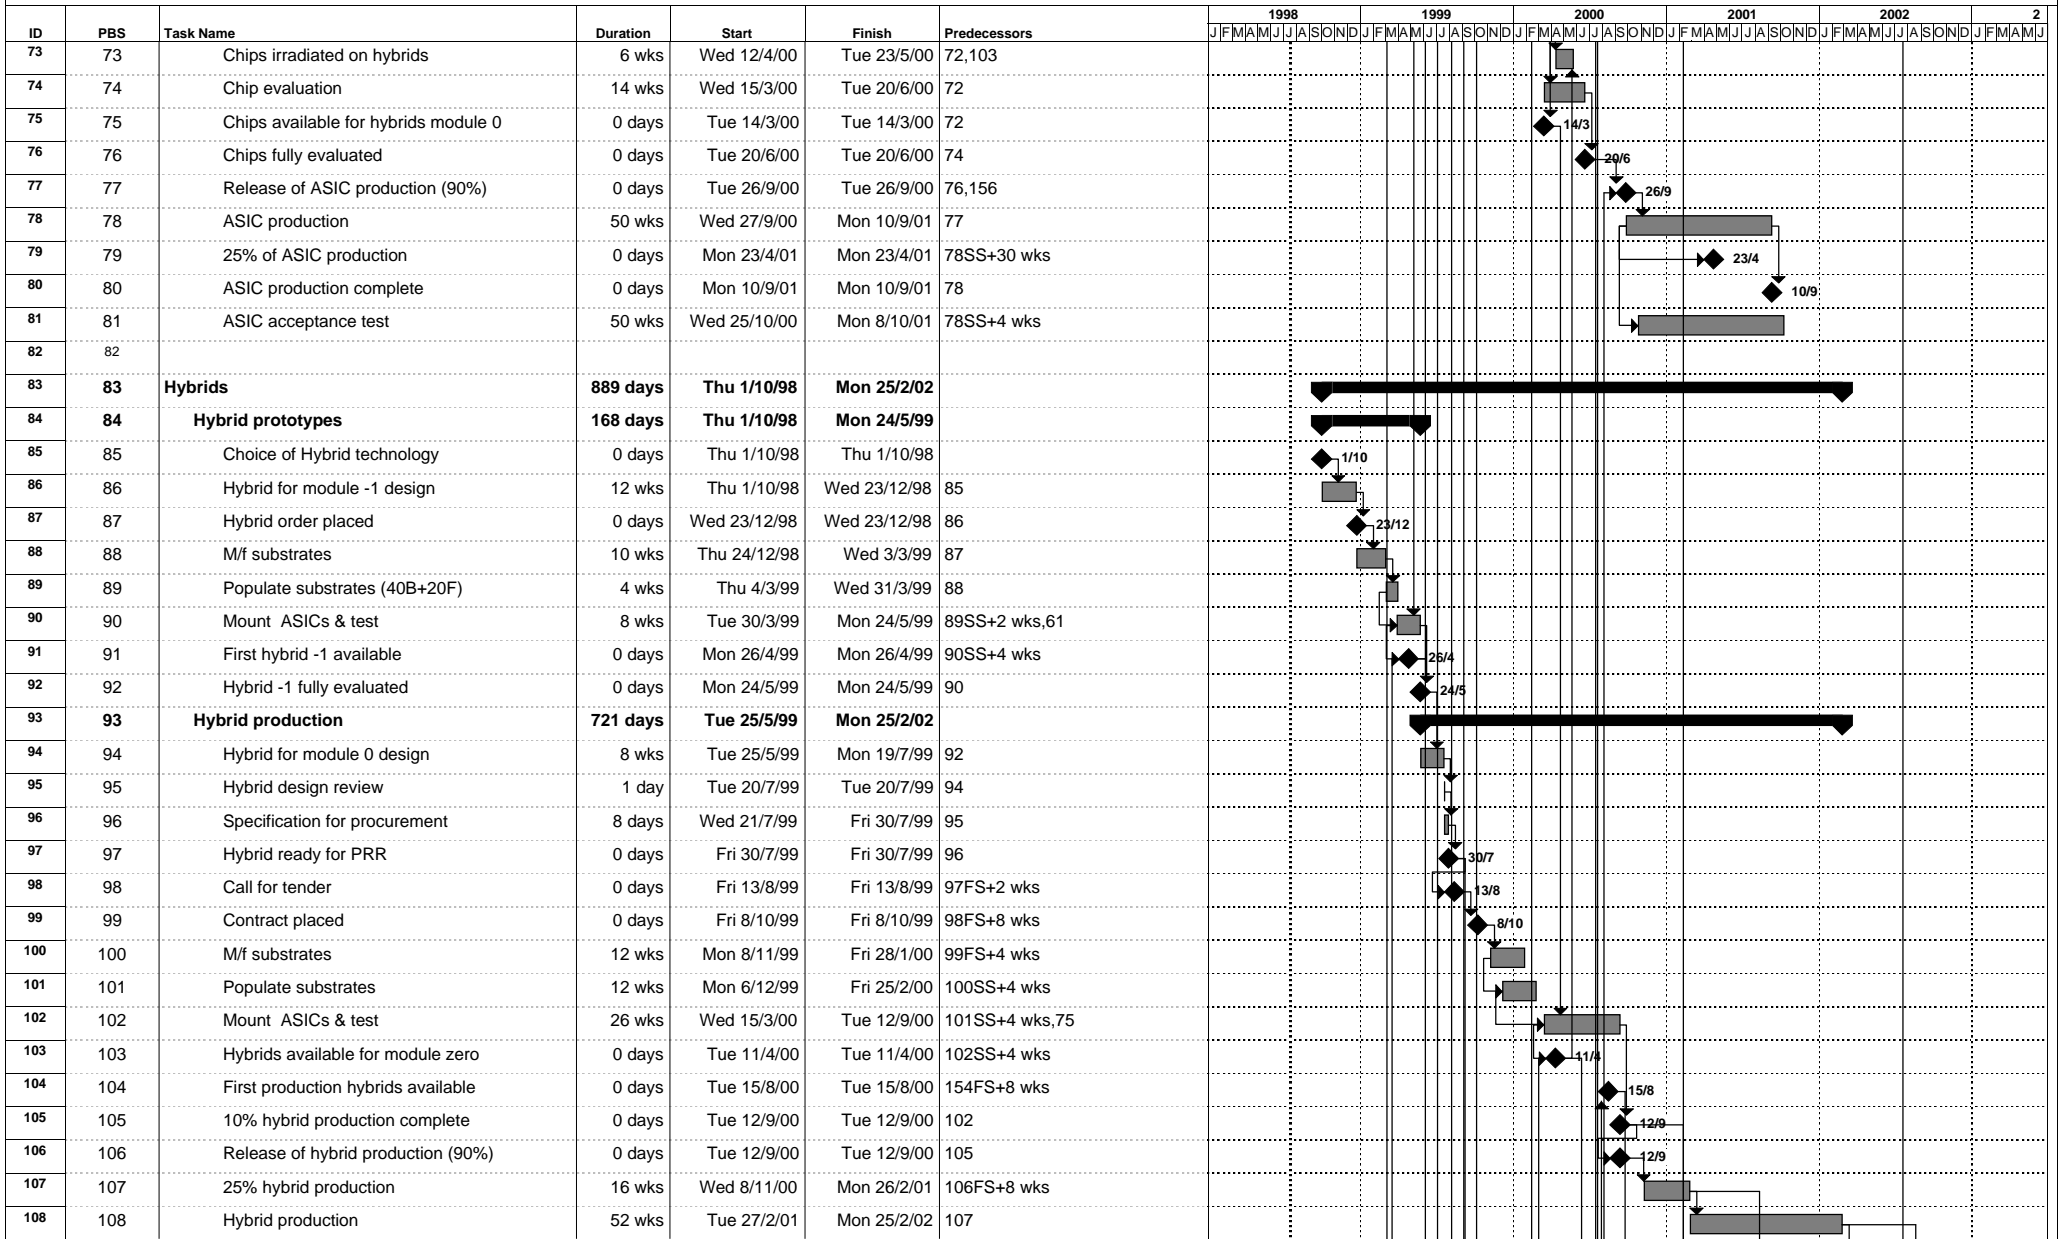 1998 1999 2000 2001 2002 2
ID PBS Task Name Duration Start Finish Predecessors J F M A M J J A S O N D J F M A M J J A S O N D J F M A M J J A S O N D J F M A M J J A S O N D J F M A M J J A S O N D J F M A M J
73 73 Chips irradiated on hybrids 6 wks Wed 12/4/00 Tue 23/5/00 72,103
74 74 Chip evaluation 14 wks Wed 15/3/00 Tue 20/6/00 72
75 75 Chips available for hybrids module 0 0 days Tue 14/3/00 Tue 14/3/00 72 14/3
76 76 Chips fully evaluated 0 days Tue 20/6/00 Tue 20/6/00 74 20/6
77 77 Release of ASIC production (90%) 0 days Tue 26/9/00 Tue 26/9/00 76,156 26/9
78 78 ASIC production 50 wks Wed 27/9/00 Mon 10/9/01 77
79 79 25% of ASIC production 0 days Mon 23/4/01 Mon 23/4/01 78SS+30 wks 23/4
80 80 ASIC production complete 0 days Mon 10/9/01 Mon 10/9/01 78 10/9
81 81 ASIC acceptance test 50 wks Wed 25/10/00 Mon 8/10/01 78SS+4 wks
82 82
83 83 Hybrids 889 days Thu 1/10/98 Mon 25/2/02
84 84 Hybrid prototypes 168 days Thu 1/10/98 Mon 24/5/99
85 85 Choice of Hybrid technology 0 days Thu 1/10/98 Thu 1/10/98 1/10
86 86 Hybrid for module -1 design 12 wks Thu 1/10/98 Wed 23/12/98 85
87 87 Hybrid order placed 0 days Wed 23/12/98 Wed 23/12/98 86 23/12
88 88 M/f substrates 10 wks Thu 24/12/98 Wed 3/3/99 87
89 89 Populate substrates (40B+20F) 4 wks Thu 4/3/99 Wed 31/3/99 88
90 90 Mount ASICs & test 8 wks Tue 30/3/99 Mon 24/5/99 89SS+2 wks,61
91 91 First hybrid -1 available 0 days Mon 26/4/99 Mon 26/4/99 90SS+4 wks 26/4
92 92 Hybrid -1 fully evaluated 0 days Mon 24/5/99 Mon 24/5/99 90 24/5
93 93 Hybrid production 721 days Tue 25/5/99 Mon 25/2/02
94 94 Hybrid for module 0 design 8 wks Tue 25/5/99 Mon 19/7/99 92
95 95 Hybrid design review 1 day Tue 20/7/99 Tue 20/7/99 94
96 96 Specification for procurement 8 days Wed 21/7/99 Fri 30/7/99 95
97 97 Hybrid ready for PRR 0 days Fri 30/7/99 Fri 30/7/99 96 30/7
98 98 Call for tender 0 days Fri 13/8/99 Fri 13/8/99 97FS+2 wks 13/8
99 99 Contract placed 0 days Fri 8/10/99 Fri 8/10/99 98FS+8 wks 8/10
100 100 M/f substrates 12 wks Mon 8/11/99 Fri 28/1/00 99FS+4 wks
101 101 Populate substrates 12 wks Mon 6/12/99 Fri 25/2/00 100SS+4 wks
102 102 Mount ASICs & test 26 wks Wed 15/3/00 Tue 12/9/00 101SS+4 wks,75
103 103 Hybrids available for module zero 0 days Tue 11/4/00 Tue 11/4/00 102SS+4 wks 11/4
104 104 First production hybrids available 0 days Tue 15/8/00 Tue 15/8/00 154FS+8 wks 15/8
105 105 10% hybrid production complete 0 days Tue 12/9/00 Tue 12/9/00 102 12/9
106 106 Release of hybrid production (90%) 0 days Tue 12/9/00 Tue 12/9/00 105 12/9
107 107 25% hybrid production 16 wks Wed 8/11/00 Mon 26/2/01 106FS+8 wks
108 108 Hybrid production 52 wks Tue 27/2/01 Mon 25/2/02 107